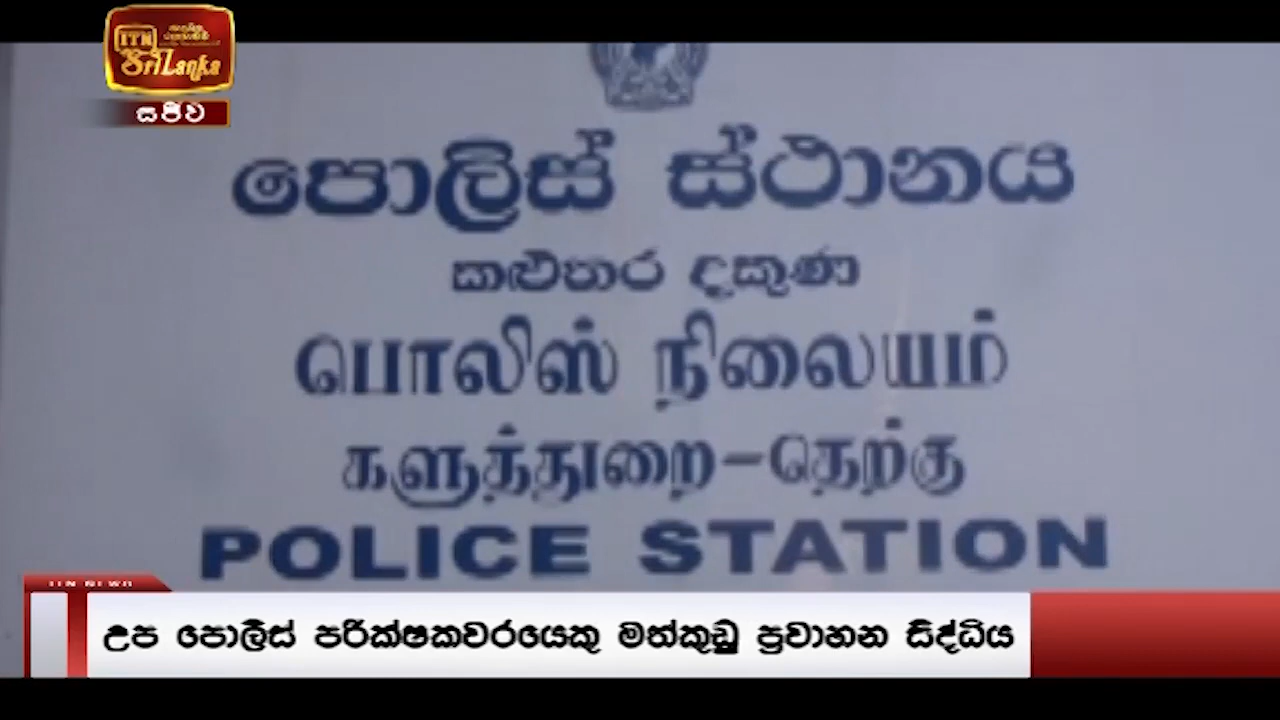 ITN
SriLanka
සජීව
පොලිස් ස්ථානය
කළුතර දකුණ
பொலிஸ் நிலையம்
களுத்துறை-தெற்கு
POLICE STATION
ITN NEWS
උප පොලිස් පරික්ෂකවරයෙකු මත්කුඩු ප්‍රවාහන සිද්ධිය